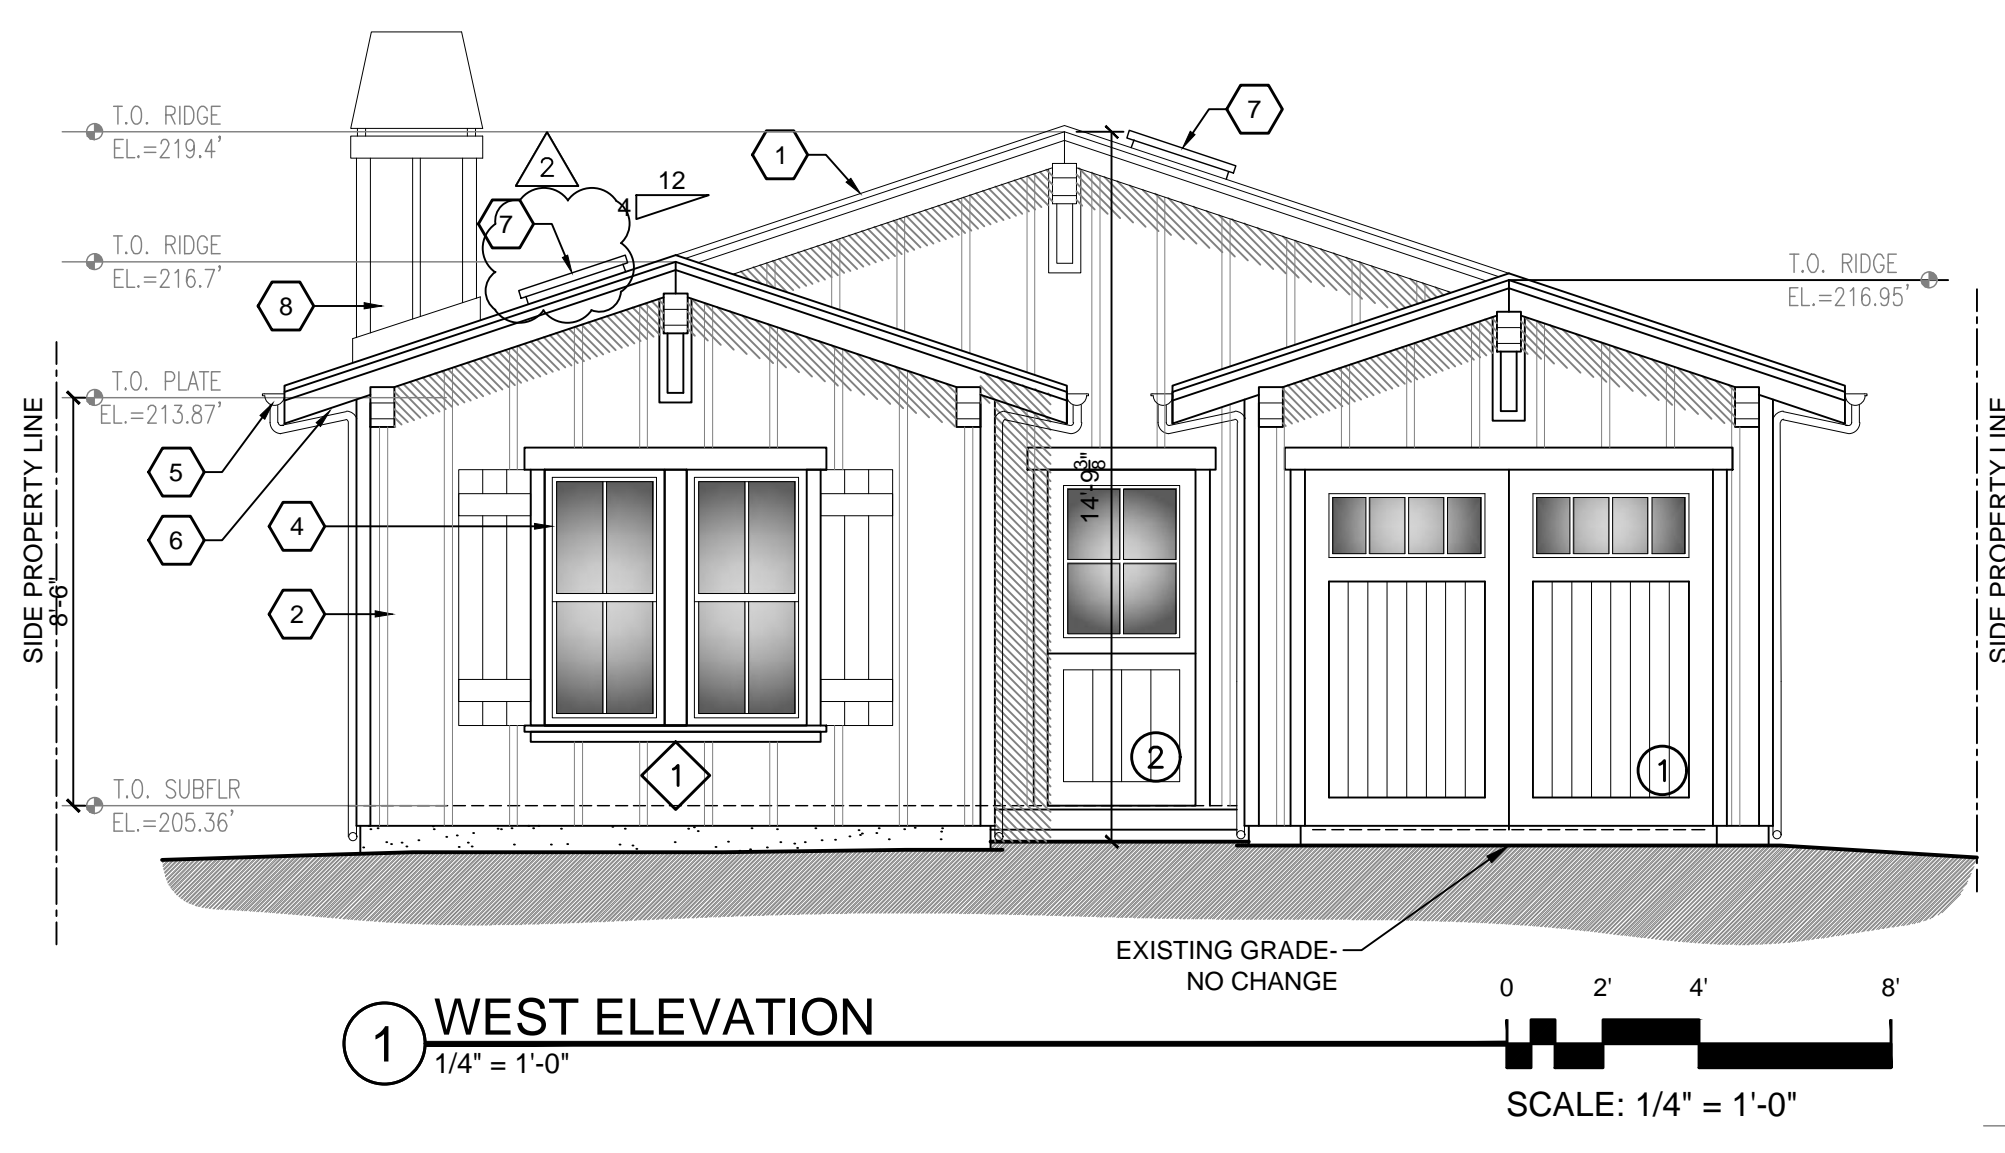 T.O. RIDGE
EL.=219.4'
7
1
2
12
4
7
T.O. RIDGE
EL.=216.7'
T.O. RIDGE
EL.=216.95'
8
T.O. PLATE
EL.=213.87'
SIDE PROPERTY LINE
8'-6"
5
6
4
2
14'-9 3/8"
SIDE PROPERTY LINE
1
2
1
T.O. SUBFLR
EL.=205.36'
EXISTING GRADE-
NO CHANGE
1
WEST ELEVATION
1/4" = 1'-0"
0 2' 4' 8'
SCALE: 1/4" = 1'-0"